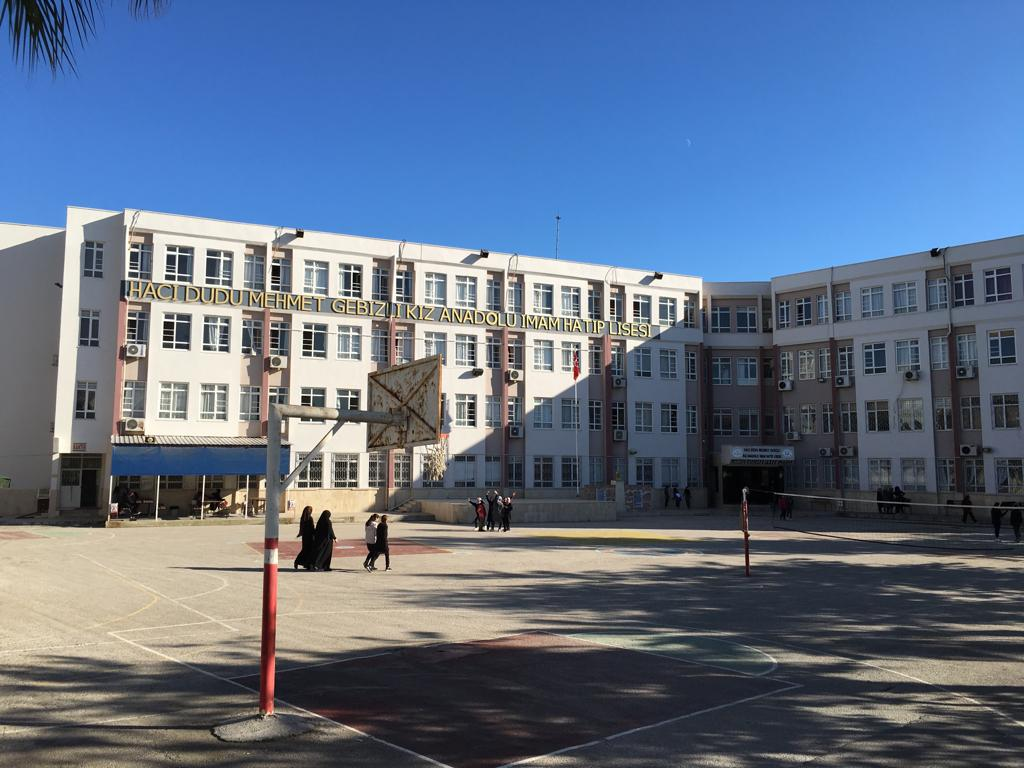 HACI DUDU MEHMET GEBİZLİ KIZ ANADOLU İMAM HATİP LİSESİ